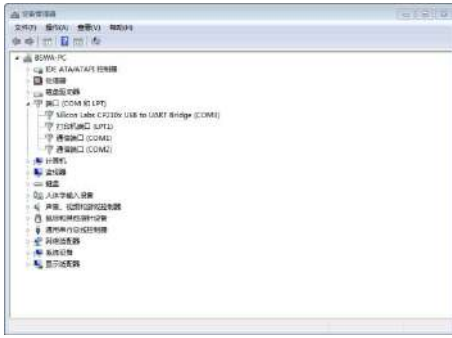 设备管理器
文件(F) 操作(A) 查看(V) 帮助(H)
BEWA-PC
IDE ATA/ATAPI 控制器
处理器
磁盘驱动器
端口 (COM 和 LPT)
Silicon Labs CP210x USB to UART Bridge (COM3)
打印机端口 (LPT1)
通信端口 (COM1)
通信端口 (COM2)
计算机
监视器
键盘
人体学输入设备
声音、视频和游戏控制器
鼠标和其他指针设备
通用串行总线控制器
网络适配器
系统设备
显示适配器